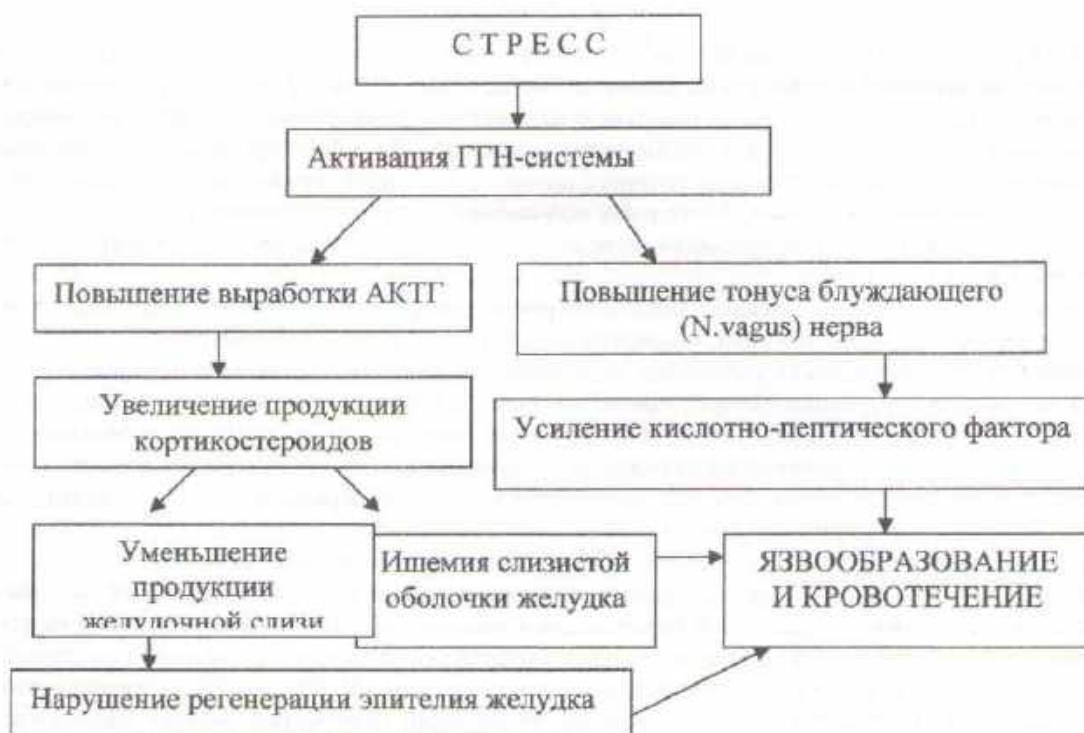 С Т Р Е С С
Активация ГГН-системы
Повышение выработки АКТГ
Повышение тонуса блуждающего
(N.vagus) нерва
Увеличение продукции
кортикостероидов
Усиление кислотно-пептического фактора
Уменьшение
продукции
желудочной слизи
Ишемия слизистой
оболочки желудка
ЯЗВООБРАЗОВАНИЕ
И КРОВОТЕЧЕНИЕ
Нарушение регенерации эпителия желудка